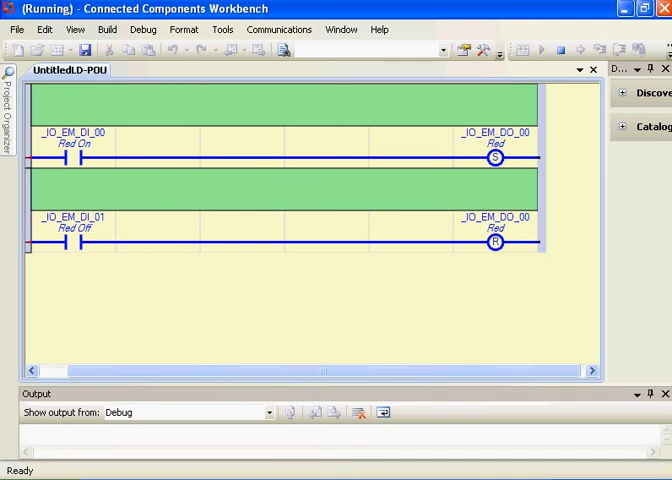 (Running) - Connected Components Workbench
File Edit View Build Debug Format Tools Communications Window Help
UntitledLD-POU
D...
Project Organizer
_IO_EM_DI_00
Red On
_IO_EM_DO_00
Red
S
_IO_EM_DI_01
Red Off
_IO_EM_DO_00
Red
R
Discove
Catalog
Output
Show output from: Debug
Ready